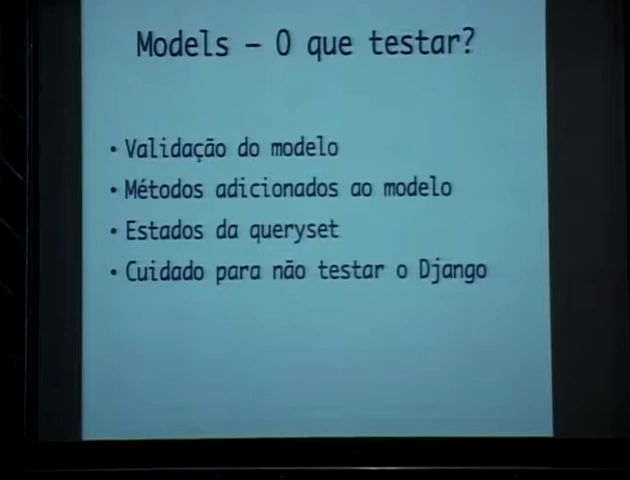 Models – O que testar?
• Validação do modelo
• Métodos adicionados ao modelo
• Estados da queryset
• Cuidado para não testar o Django